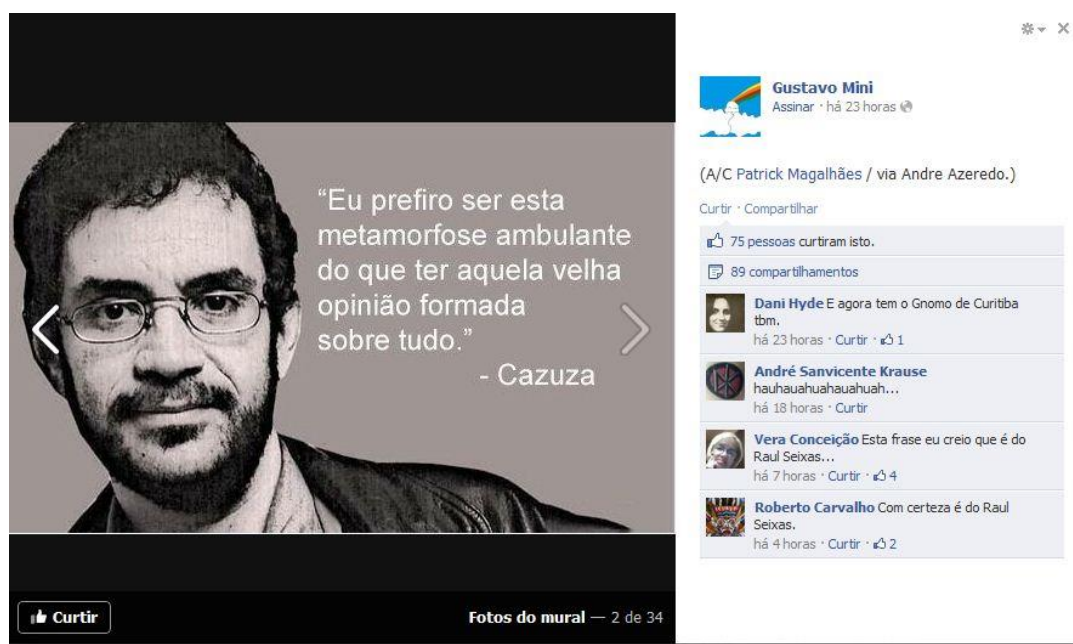 “Eu prefiro ser esta
metamorfose ambulante
do que ter aquela velha
opinião formada
sobre tudo.”
- Cazuza
Curtir
Fotos do mural — 2 de 34
Gustavo Mini
Assinar · há 23 horas
(A/C Patrick Magalhães / via Andre Azeredo.)
Curtir · Compartilhar
75 pessoas curtiram isto.
89 compartilhamentos
Dani Hyde E agora tem o Gnomo de Curitiba
tbm.
há 23 horas · Curtir · 1
André Sanvicente Krause
hauhauahuahauahuah...
há 18 horas · Curtir
Vera Conceição Esta frase eu creio que é do
Raul Seixas...
há 7 horas · Curtir · 4
Roberto Carvalho Com certeza é do Raul
Seixas.
há 4 horas · Curtir · 2